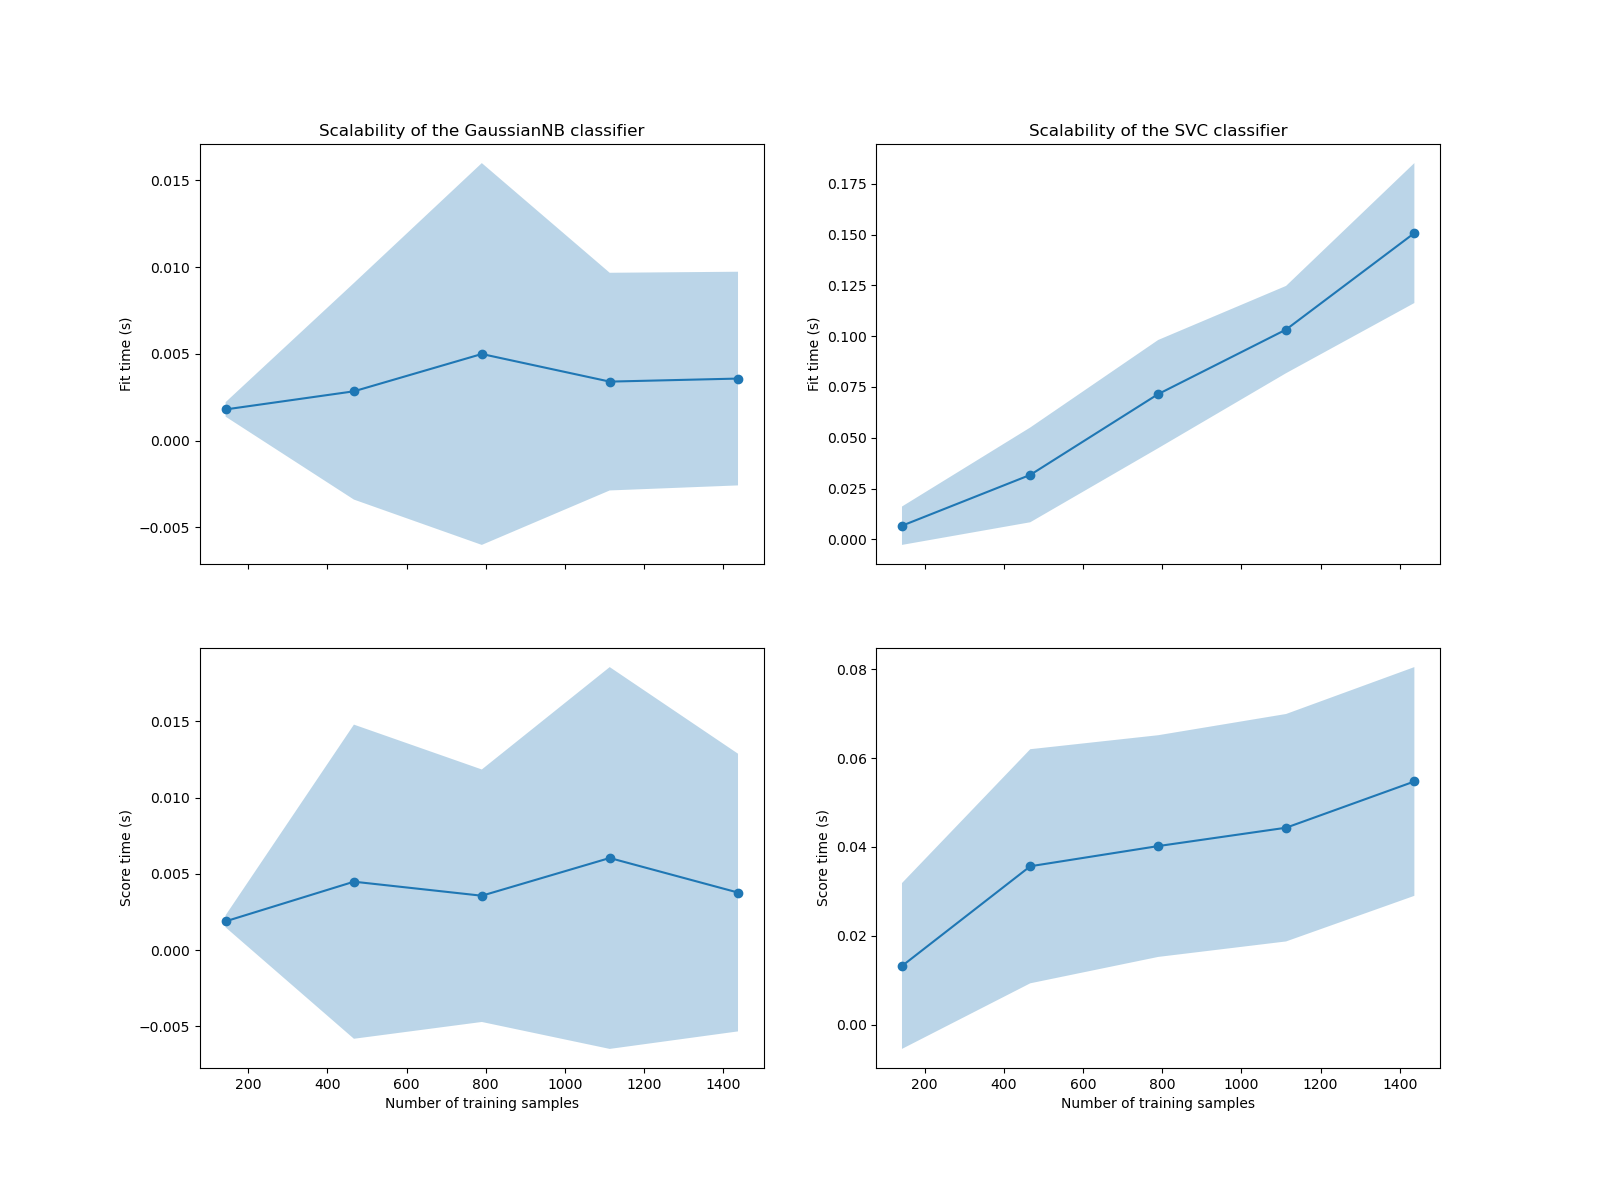 Scalability of the GaussianNB classifier
0.015
0.010
0.005
0.000
−0.005
Fit time (s)
Scalability of the SVC classifier
0.175
0.150
0.125
0.100
0.075
0.050
0.025
0.000
Fit time (s)
0.015
0.010
0.005
0.000
−0.005
Score time (s)
200 400 600 800 1000 1200 1400
Number of training samples
0.08
0.06
0.04
0.02
0.00
Score time (s)
200 400 600 800 1000 1200 1400
Number of training samples